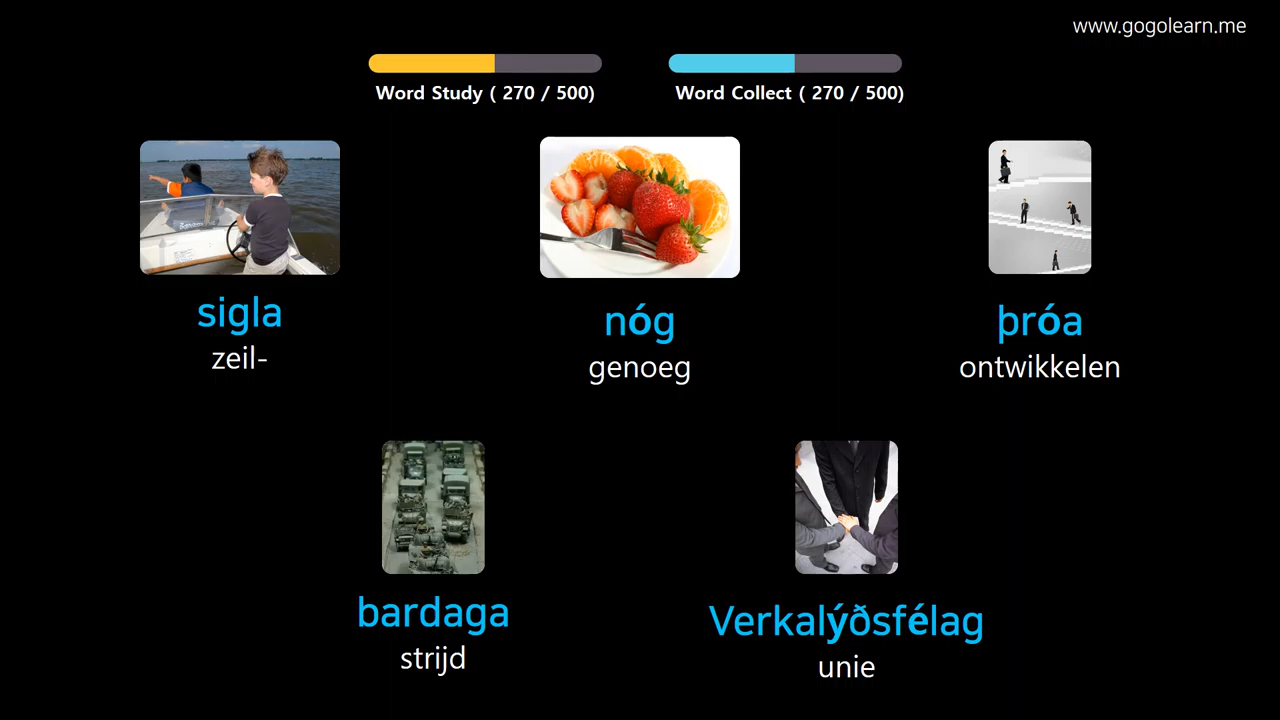 www.gogolearn.me
Word Study ( 270 / 500)
Word Collect ( 270 / 500)
sigla
zeil-
nóg
genoeg
þróa
ontwikkelen
bardaga
strijd
Verkalýðsfélag
unie